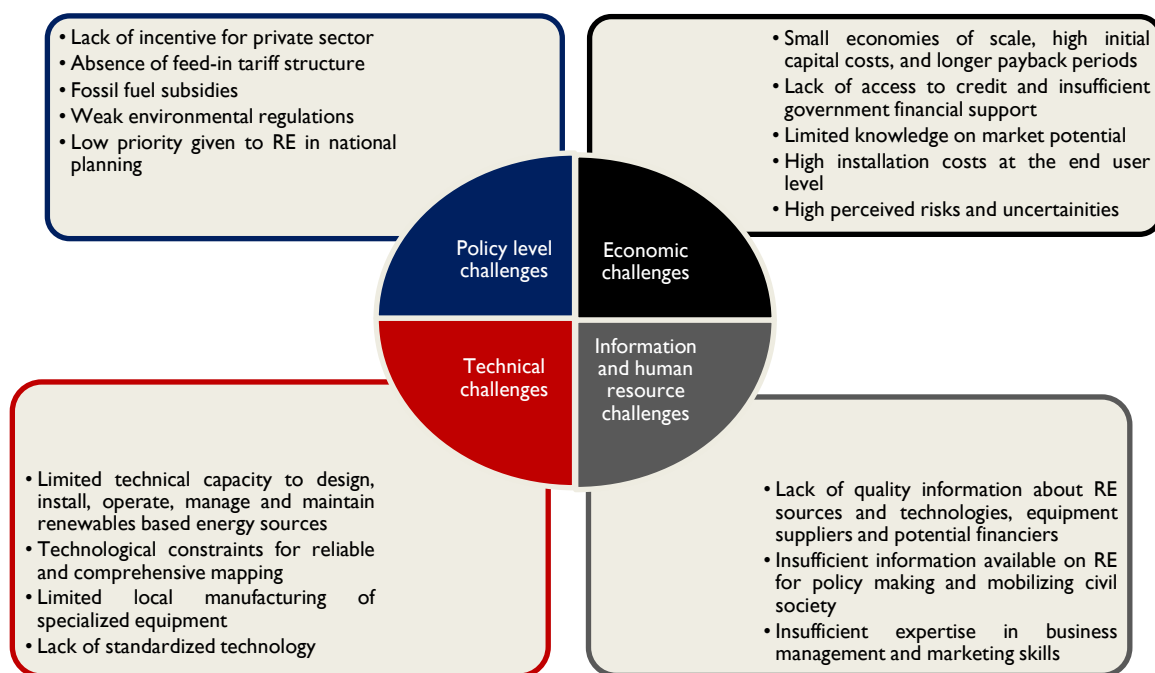 • Lack of incentive for private sector
• Absence of feed-in tariff structure
• Fossil fuel subsidies
• Weak environmental regulations
• Low priority given to RE in national
planning
• Small economies of scale, high initial
capital costs, and longer payback periods
• Lack of access to credit and insufficient
government financial support
• Limited knowledge on market potential
• High installation costs at the end user
level
• High perceived risks and uncertainities
Policy level
challenges
Economic
challenges
Technical
challenges
Information
and human
resource
challenges
• Limited technical capacity to design,
install, operate, manage and maintain
renewables based energy sources
• Technological constraints for reliable
and comprehensive mapping
• Limited local manufacturing of
specialized equipment
• Lack of standardized technology
• Lack of quality information about RE
sources and technologies, equipment
suppliers and potential financiers
• Insufficient information available on RE
for policy making and mobilizing civil
society
• Insufficient expertise in business
management and marketing skills